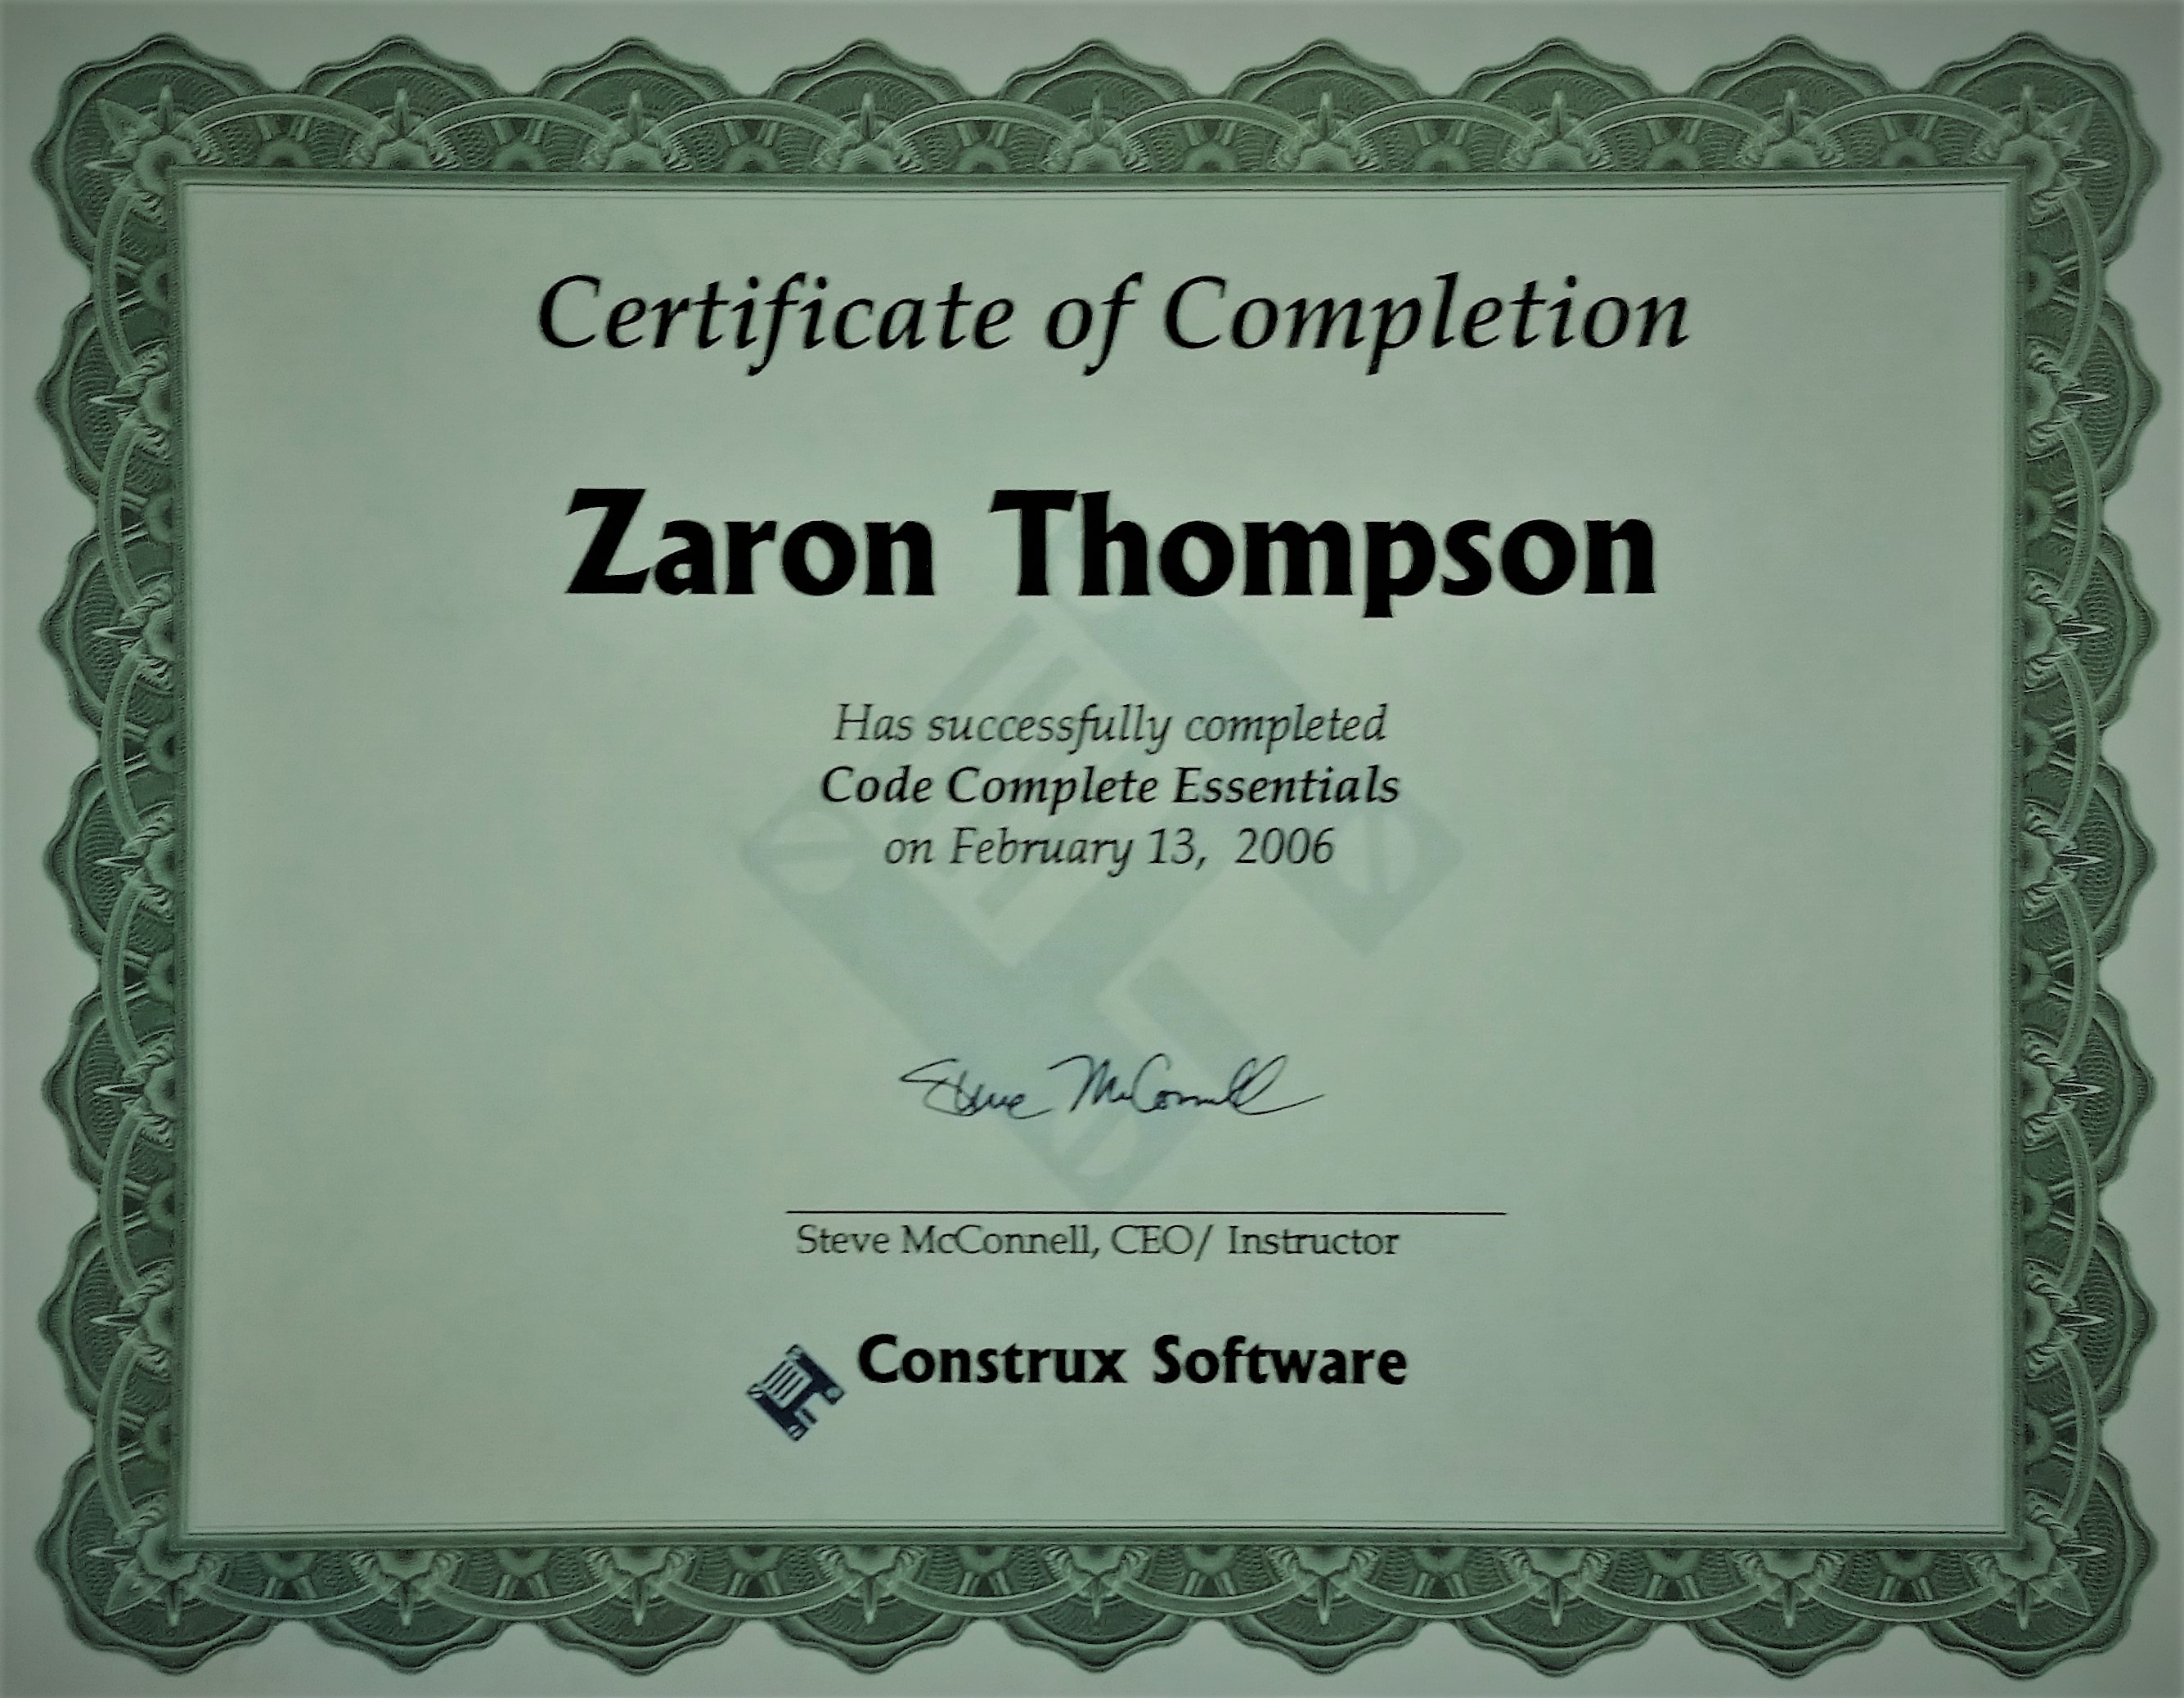 Certificate of Completion
Zaron Thompson
Has successfully completed
Code Complete Essentials
on February 13, 2006
Steve McConnell
Steve McConnell, CEO/ Instructor
Construx Software